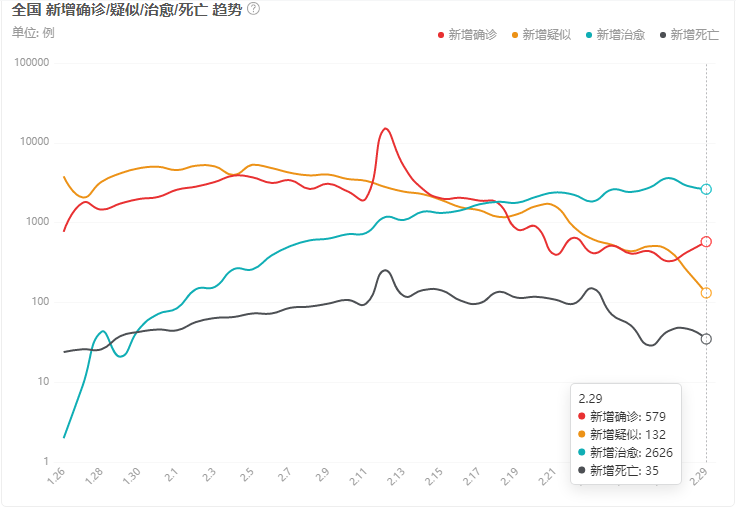 全国 新增确诊/疑似/治愈/死亡 趋势 ?
单位: 例
新增确诊 新增疑似 新增治愈 新增死亡
100000
10000
1000
100
10
1
1.26 1.28 1.30 2.1 2.3 2.5 2.7 2.9 2.11 2.13 2.15 2.17 2.19 2.21 2.29
2.29
新增确诊: 579
新增疑似: 132
新增治愈: 2626
新增死亡: 35